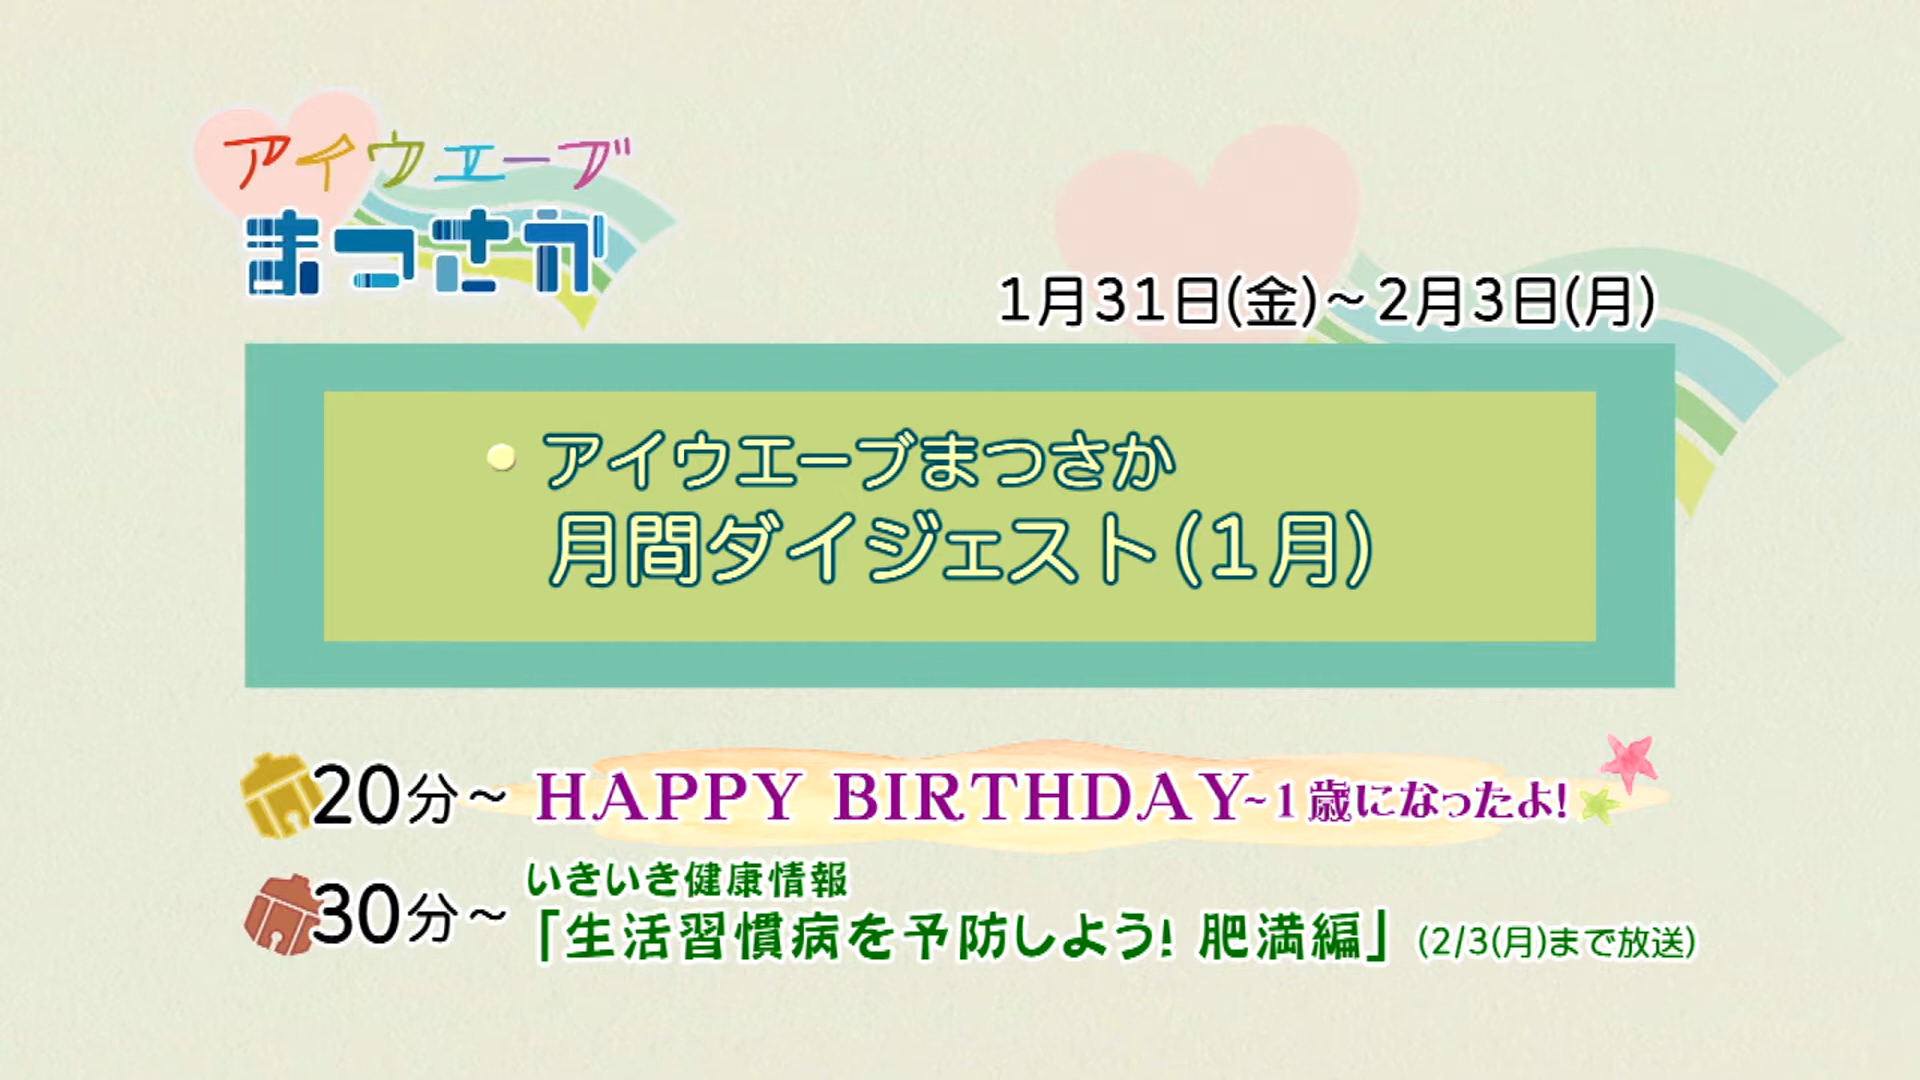 アイウエーブ
まつさか
1月31日(金)～2月3日(月)
アイウエーブまつさか
月間ダイジェスト(1月)
20分～ HAPPY BIRTHDAY~1歳になったよ!
30分～ いきいき健康情報
「生活習慣病を予防しよう! 肥満編」 (2/3(月)まで放送)